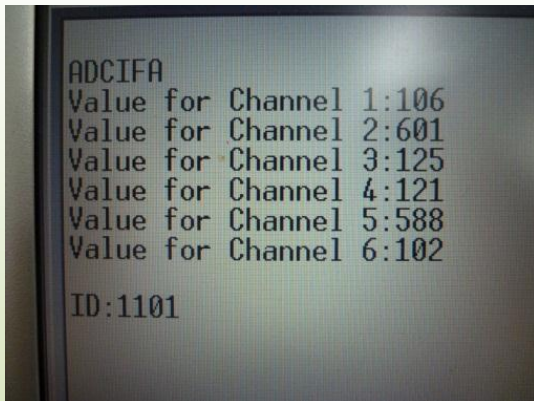 ADCIFA
Value for Channel 1:106
Value for Channel 2:601
Value for Channel 3:125
Value for Channel 4:121
Value for Channel 5:588
Value for Channel 6:102
ID:1101